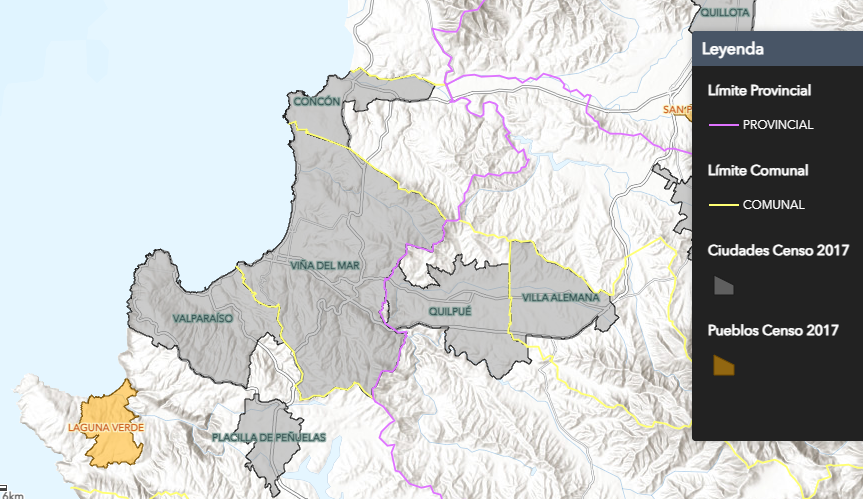 QUILLOTA
Leyenda
Límite Provincial
PROVINCIAL
Límite Comunal
COMUNAL
Ciudades Censo 2017
Pueblos Censo 2017
CONCÓN
VIÑA DEL MAR
VALPARAÍSO
QUILPUÉ
VILLA ALEMANA
LAGUNA VERDE
PLACILLA DE PEÑUELAS
6km